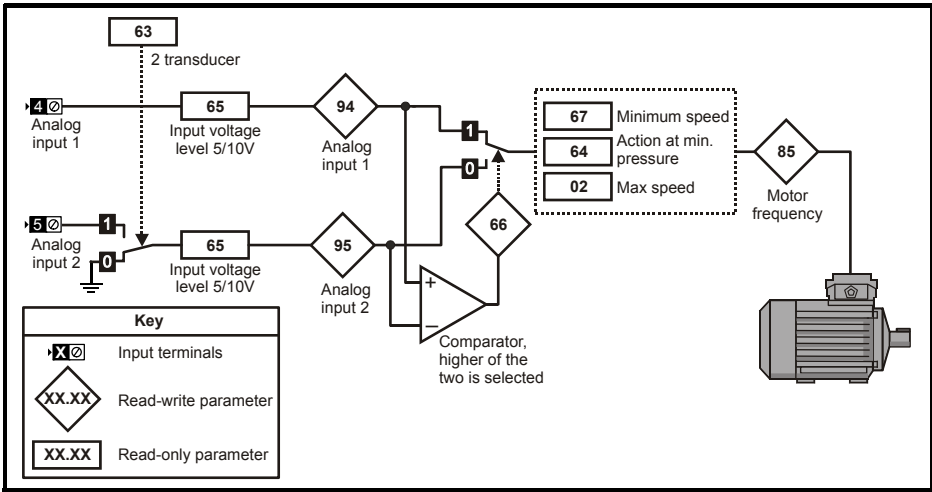 63
2 transducer
4
Analog
input 1
65
Input voltage
level 5/10V
94
Analog
input 1
1
0
66
67 Minimum speed
64 Action at min.
pressure
02 Max speed
85
Motor
frequency
5
Analog
input 2
1
0
65
Input voltage
level 5/10V
95
Analog
input 2
+
−
Comparator,
higher of the
two is selected
Key
X Input terminals
XX.XX Read-write parameter
XX.XX Read-only parameter